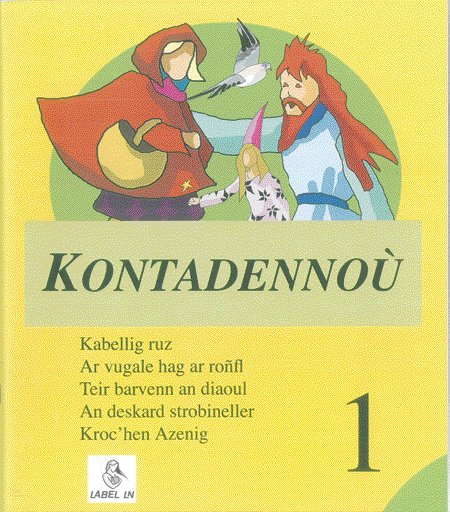 KONTADENNOÙ
Kabellig ruz
Ar vugale hag ar roñfl
Teir barvenn an diaoul
An deskard strobineller
Kroc'hen Azenig
1
LABEL LN